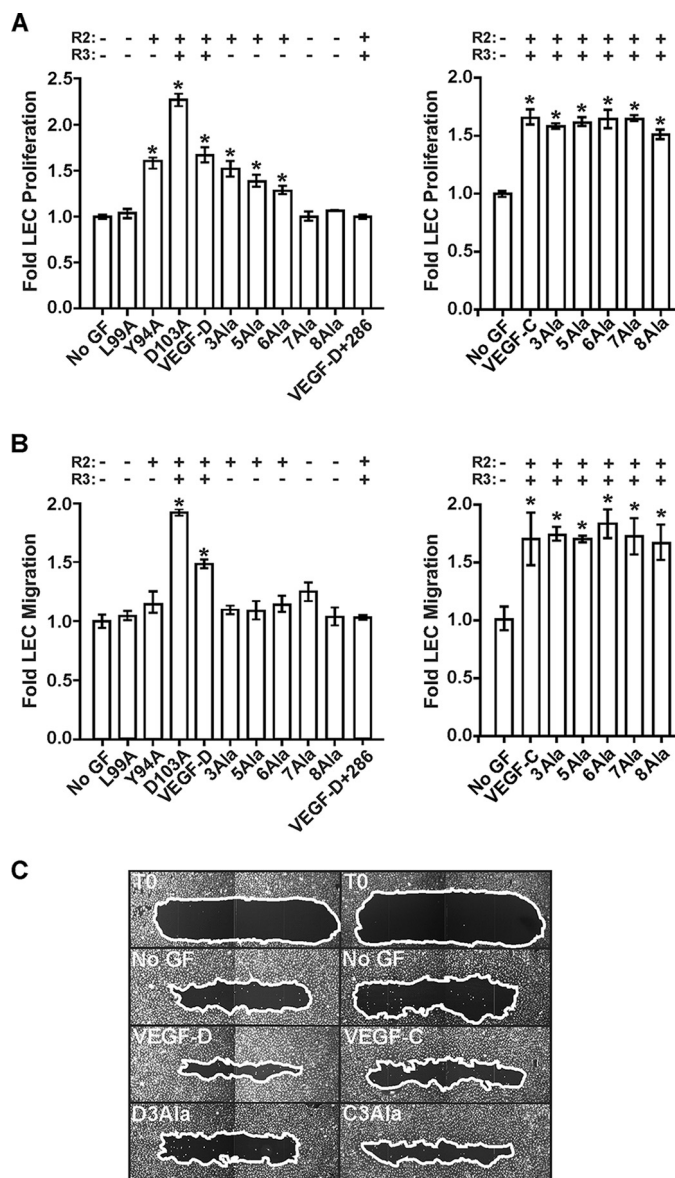 A
R2: - - + + + + + + - - +
R3: - - - + + - - - - - +
Fold LEC Proliferation
2.5
2.0
1.5
1.0
0.5
0.0
* * * * * *
No GF L99A Y94A D103A VEGF-D 3Ala 5Ala 6Ala 7Ala 8Ala VEGF-D+286
R2: - + + + + + +
R3: - + + + + + +
Fold LEC Proliferation
2.0
1.5
1.0
0.5
0.0
* * * * * *
No GF VEGF-C 3Ala 5Ala 6Ala 7Ala 8Ala
B
R2: - - + + + + + + - - +
R3: - - - + + - - - - - +
Fold LEC Migration
2.0
1.5
1.0
0.5
0.0
* *
No GF L99A Y94A D103A VEGF-D 3Ala 5Ala 6Ala 7Ala 8Ala VEGF-D+286
R2: - + + + + + +
R3: - + + + + + +
Fold LEC Migration
2.0
1.5
1.0
0.5
0.0
* * * * * *
No GF VEGF-C 3Ala 5Ala 6Ala 7Ala 8Ala
C
T0 T0
No GF No GF
VEGF-D VEGF-C
D3Ala C3Ala